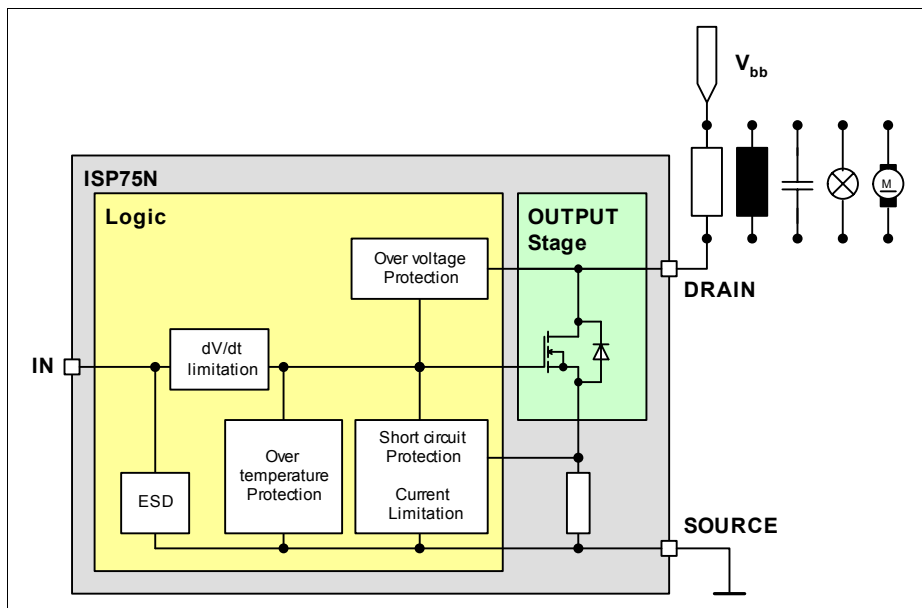 V_bb
ISP75N
Logic
OUTPUT
Stage
Over voltage
Protection
DRAIN
M
IN
dV/dt
limitation
Over
temperature
Protection
Short circuit
Protection
Current
Limitation
ESD
SOURCE